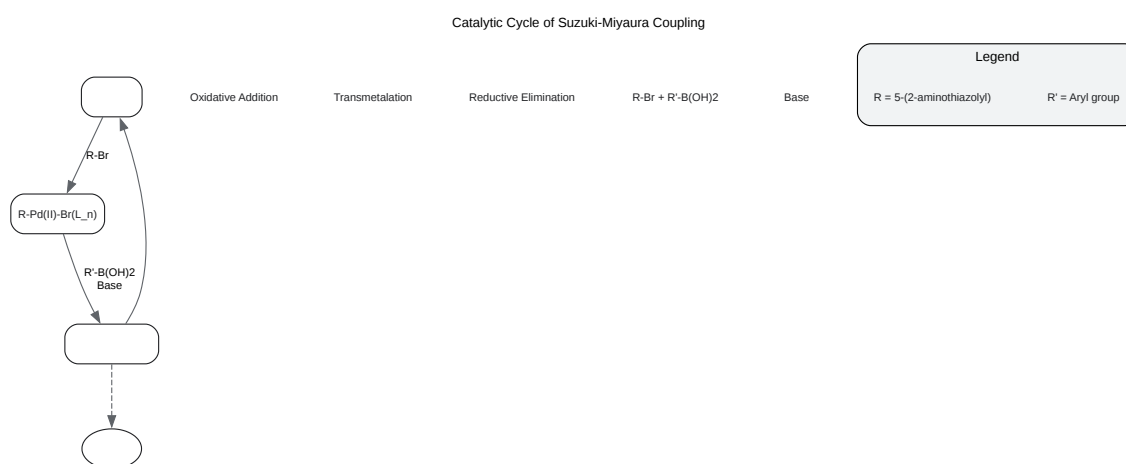 Catalytic Cycle of Suzuki-Miyaura Coupling
Legend
Oxidative Addition
Transmetalation
Reductive Elimination
R-Br + R'-B(OH)2
Base
R = 5-(2-aminothiazolyl)
R' = Aryl group
R-Br
R-Pd(II)-Br(L_n)
R'-B(OH)2
Base